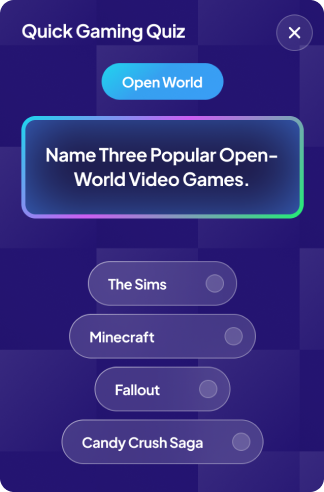 Quick Gaming Quiz
Open World
Name Three Popular Open-
World Video Games.
The Sims
Minecraft
Fallout
Candy Crush Saga